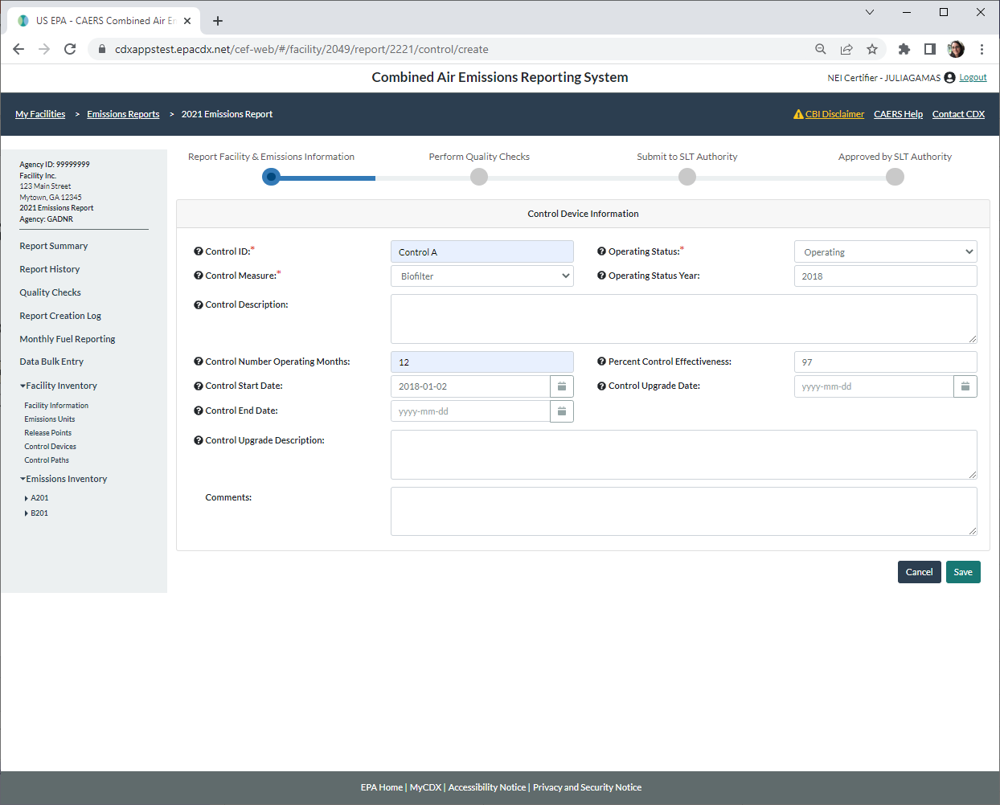 US EPA - CAERS Combined Air En
cdxappstest.epacdx.net/cef-web/#/facility/2049/report/2221/control/create
Combined Air Emissions Reporting System
NEI Certifier - JULIAGAMAS Logout
My Facilities > Emissions Reports > 2021 Emissions Report
CBI Disclaimer CAERS Help Contact CDX
Agency ID: 99999999
Facility Inc.
123 Main Street
Mytown, GA 12345
2021 Emissions Report
Agency: GADNR
Report Summary
Report History
Quality Checks
Report Creation Log
Monthly Fuel Reporting
Data Bulk Entry
Facility Inventory
Facility Information
Emissions Units
Release Points
Control Devices
Control Paths
Emissions Inventory
A201
B201
Report Facility & Emissions Information Perform Quality Checks Submit to SLT Authority Approved by SLT Authority
Control Device Information
Control ID:* Control A Operating Status:* Operating
Control Measure:* Biofilter Operating Status Year: 2018
Control Description:
Control Number Operating Months: 12 Percent Control Effectiveness: 97
Control Start Date: 2018-01-02 Control Upgrade Date: yyyy-mm-dd
Control End Date: yyyy-mm-dd
Control Upgrade Description:
Comments:
Cancel Save
EPA Home | MyCDX | Accessibility Notice | Privacy and Security Notice